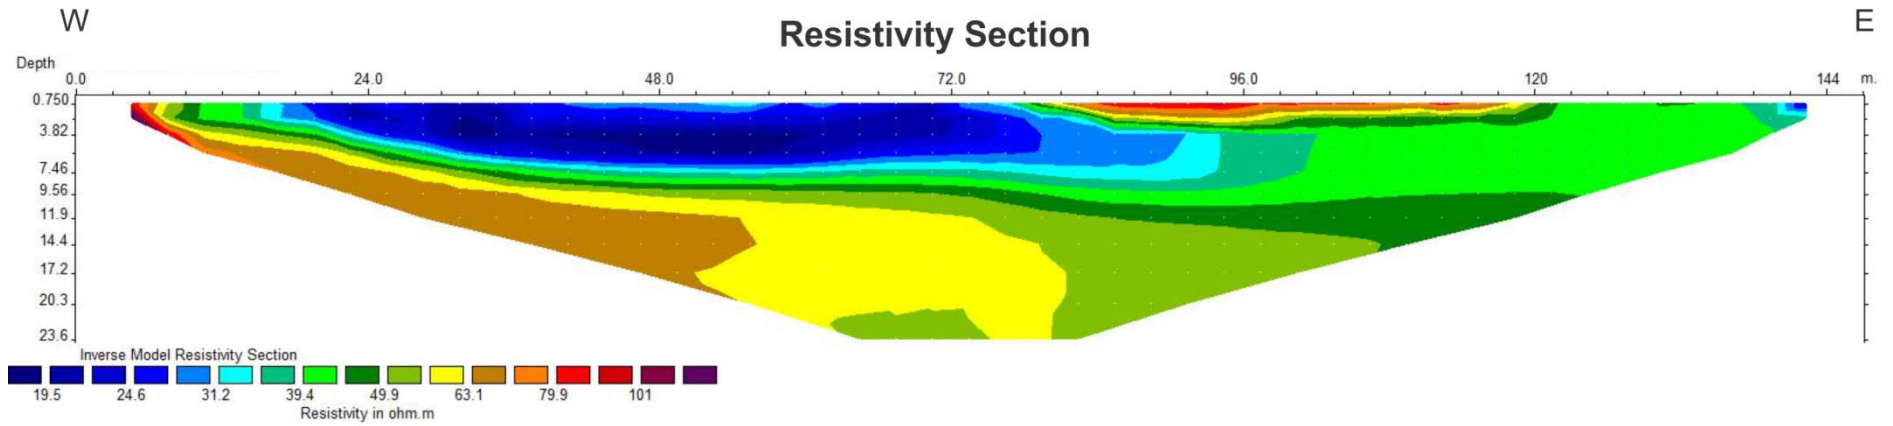 W
E
Resistivity Section
Depth
0.0 24.0 48.0 72.0 96.0 120 144 m.
0.750
3.82
7.46
9.56
11.9
14.4
17.2
20.3
23.6
Inverse Model Resistivity Section
19.5 24.6 31.2 39.4 49.9 63.1 79.9 101
Resistivity in ohm.m